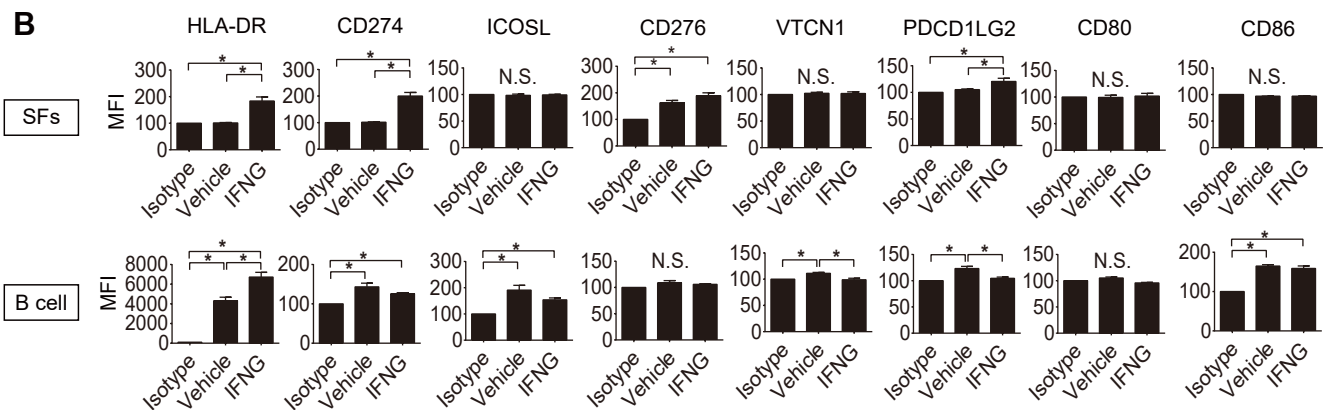 B
HLA-DR CD274 ICOSL CD276 VTCN1 PDCD1LG2 CD80 CD86
SFs
MFI
300 200 100 0
* *
Isotype Vehicle IFNG
300 200 100 0
* *
Isotype Vehicle IFNG
150 100 50 0
N.S.
Isotype Vehicle IFNG
300 200 100 0
* *
Isotype Vehicle IFNG
150 100 50 0
N.S.
Isotype Vehicle IFNG
150 100 50 0
* *
Isotype Vehicle IFNG
150 100 50 0
N.S.
Isotype Vehicle IFNG
150 100 50 0
N.S.
Isotype Vehicle IFNG
B cell
MFI
8000 6000 4000 2000 0
* * *
Isotype Vehicle IFNG
200 100 0
* *
Isotype Vehicle IFNG
300 200 100 0
* *
Isotype Vehicle IFNG
150 100 50 0
N.S.
Isotype Vehicle IFNG
150 100 50 0
* *
Isotype Vehicle IFNG
150 100 50 0
* *
Isotype Vehicle IFNG
150 100 50 0
N.S.
Isotype Vehicle IFNG
200 100 0
* *
Isotype Vehicle IFNG